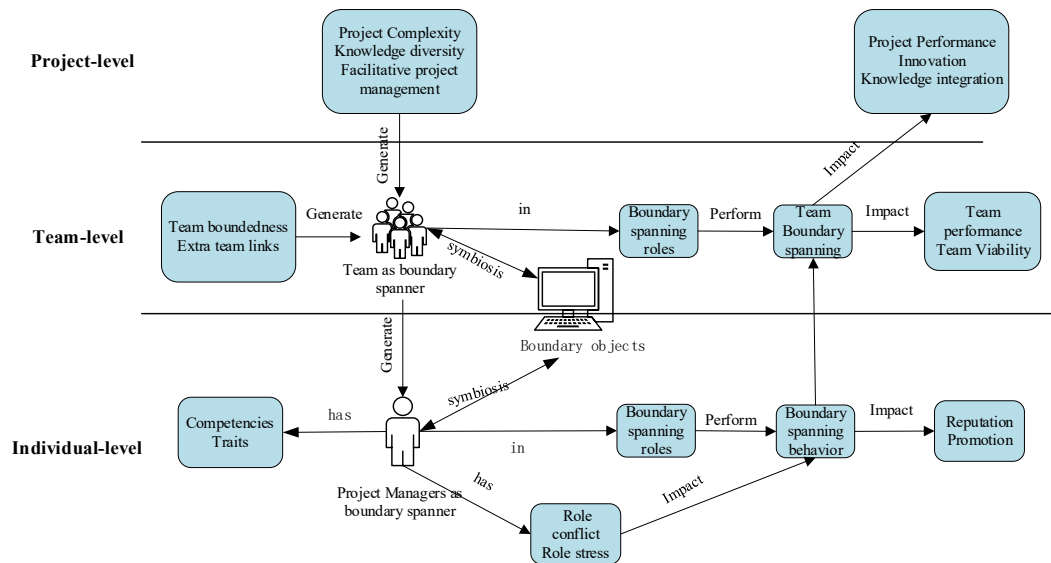 Project-level
Project Complexity
Knowledge diversity
Facilitative project
management
Project Performance
Innovation
Knowledge integration
Generate
Impact
Team-level
Team boundedness
Extra team links
Generate
Team as boundary
spanner
in
symbiosis
Boundary
spanning
roles
Perform
Team
Boundary
spanning
Impact
Team
performance
Team Viability
Boundary objects
Generate
symbiosis
Individual-level
Competencies
Traits
has
Project Managers as
boundary spanner
in
Boundary
spanning
roles
Perform
Boundary
spanning
behavior
Impact
Reputation
Promotion
has
Role
conflict
Role stress
Impact